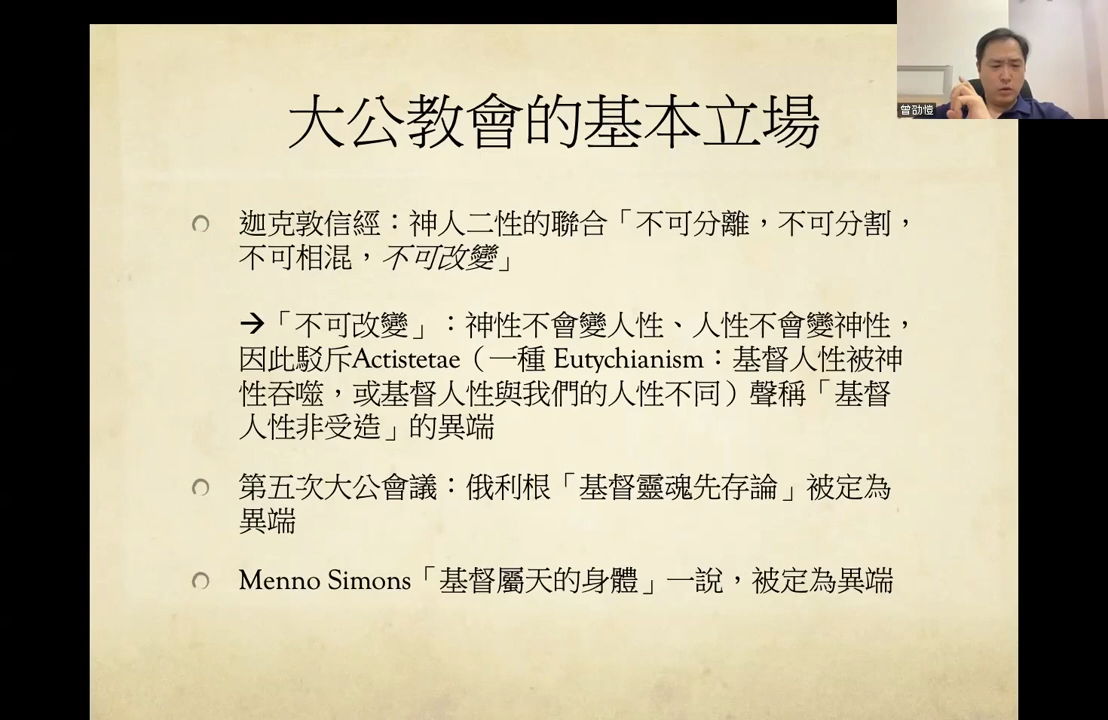 大公教會的基本立場
曾劭愷
迦克敦信經：神人二性的聯合「不可分離，不可分割，
不可相混，不可改變」
→「不可改變」：神性不會變人性、人性不會變神性，
因此駁斥Actistetae（一種 Eutychianism：基督人性被神
性吞噬，或基督人性與我們的人性不同）聲稱「基督
人性非受造」的異端
第五次大公會議：俄利根「基督靈魂先存論」被定為
異端
Menno Simons「基督屬天的身體」一說，被定為異端